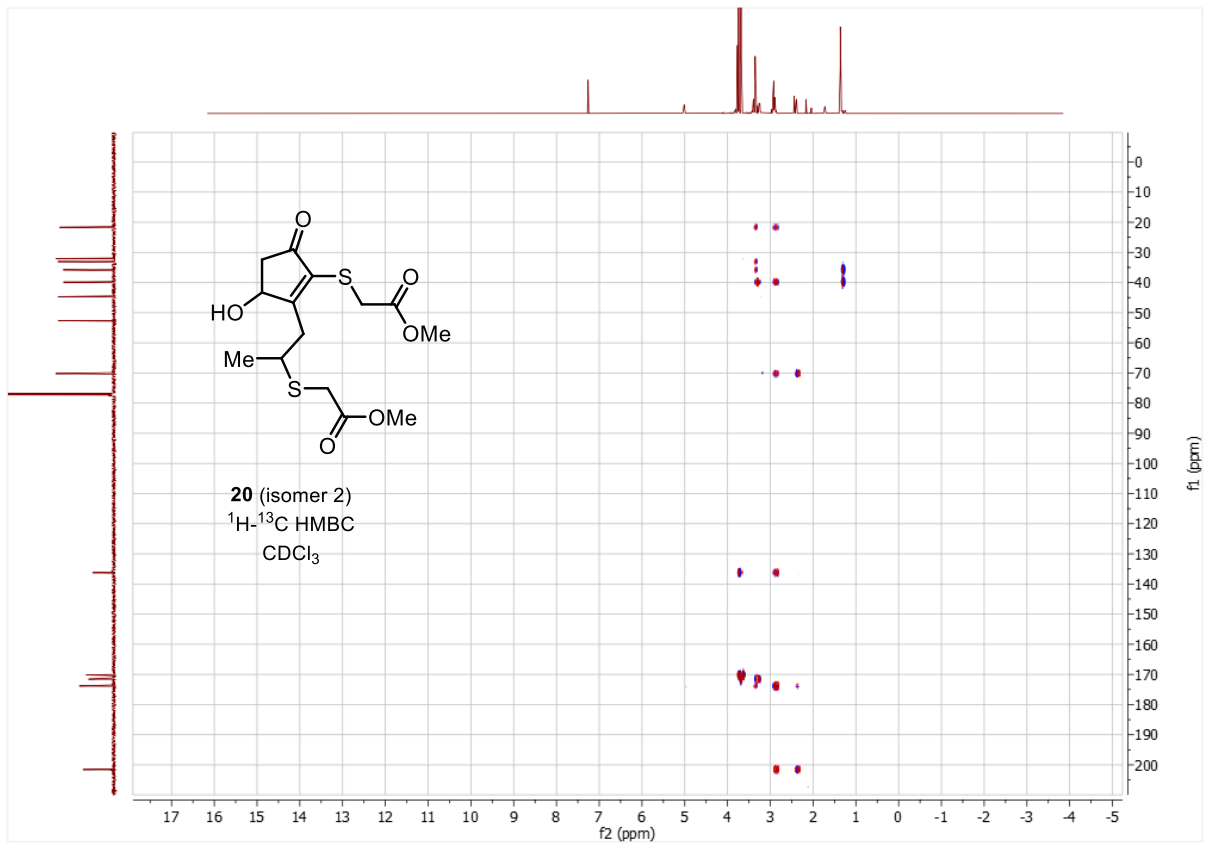 O
S
O
HO
OMe
Me
S
OMe
O
20 (isomer 2)
¹H-¹³C HMBC
CDCl₃
0
10
20
30
40
50
60
70
80
90
100
110
120
130
140
150
160
170
180
190
200
f1 (ppm)
17 16 15 14 13 12 11 10 9 8 7 6 5 4 3 2 1 0 -1 -2 -3 -4 -5
f2 (ppm)